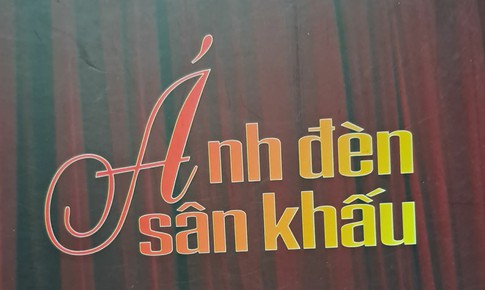 Ánh đèn
sân khấu